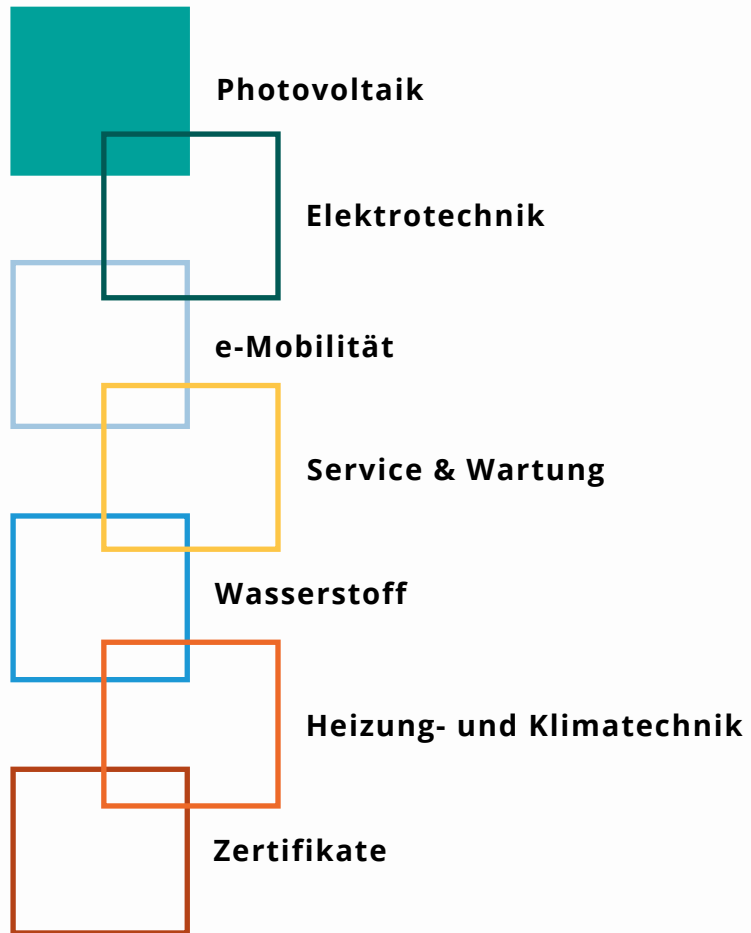 Photovoltaik
Elektrotechnik
e-Mobilität
Service & Wartung
Wasserstoff
Heizung- und Klimatechnik
Zertifikate